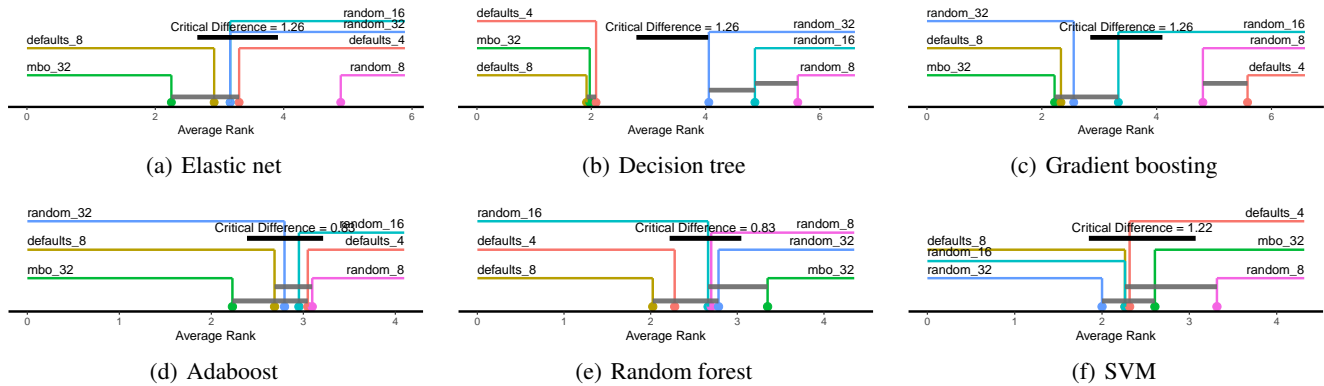 random_16
Critical Difference = 1.26
random_32
defaults_8
defaults_4
mbo_32
random_8
0
2
4
6
Average Rank
(a) Elastic net
defaults_4
Critical Difference = 1.26
random_32
mbo_32
random_16
defaults_8
random_8
0
2
4
6
Average Rank
(b) Decision tree
random_32
Critical Difference = 1.26
random_16
defaults_8
random_8
mbo_32
defaults_4
0
2
4
6
Average Rank
(c) Gradient boosting
random_32
Critical Difference = 0.83
random_16
defaults_8
defaults_4
mbo_32
random_8
0
1
2
3
4
Average Rank
(d) Adaboost
random_16
Critical Difference = 0.83
random_8
defaults_4
random_32
defaults_8
mbo_32
0
1
2
3
4
Average Rank
(e) Random forest
defaults_4
Critical Difference = 1.22
defaults_8
mbo_32
random_16
random_32
random_8
0
1
2
3
4
Average Rank
(f) SVM